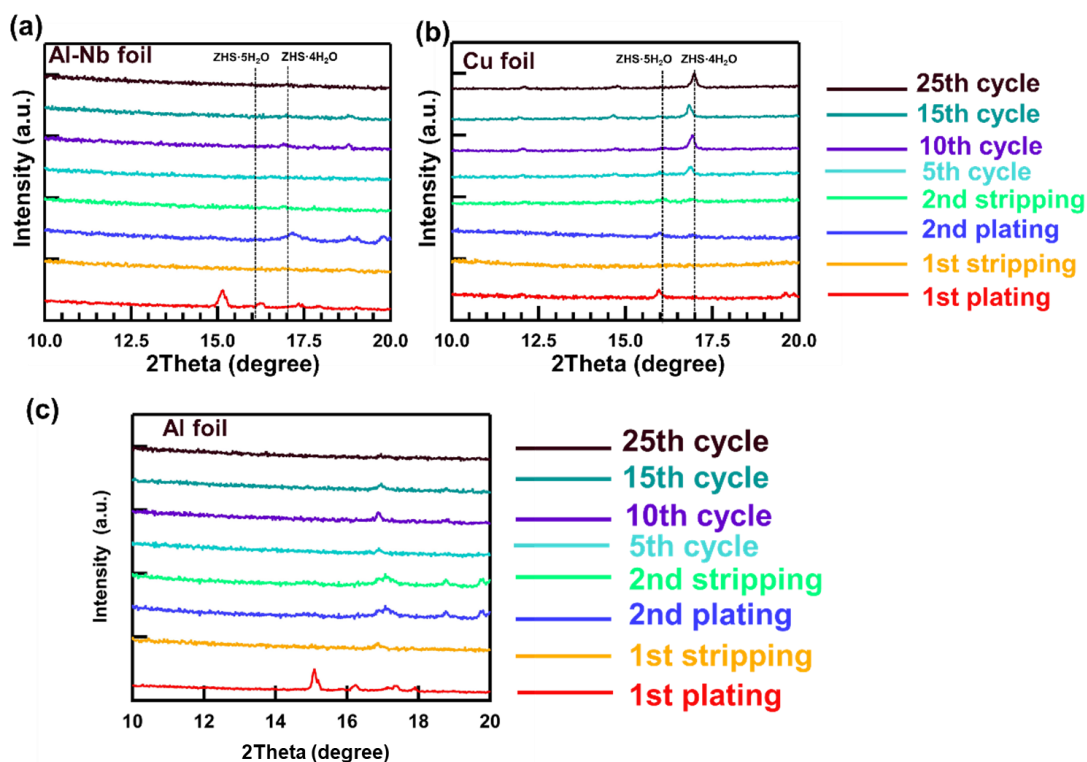 (a)
Al-Nb foil
ZHS·5H₂O
ZHS·4H₂O
Intensity (a.u.)
10.0
12.5
15.0
17.5
20.0
2Theta (degree)
(b)
Cu foil
ZHS·5H₂O
ZHS·4H₂O
Intensity (a.u.)
10.0
12.5
15.0
17.5
20.0
2Theta (degree)
25th cycle
15th cycle
10th cycle
5th cycle
2nd stripping
2nd plating
1st stripping
1st plating
(c)
Al foil
Intensity (a.u.)
10
12
14
16
18
20
2Theta (degree)
25th cycle
15th cycle
10th cycle
5th cycle
2nd stripping
2nd plating
1st stripping
1st plating